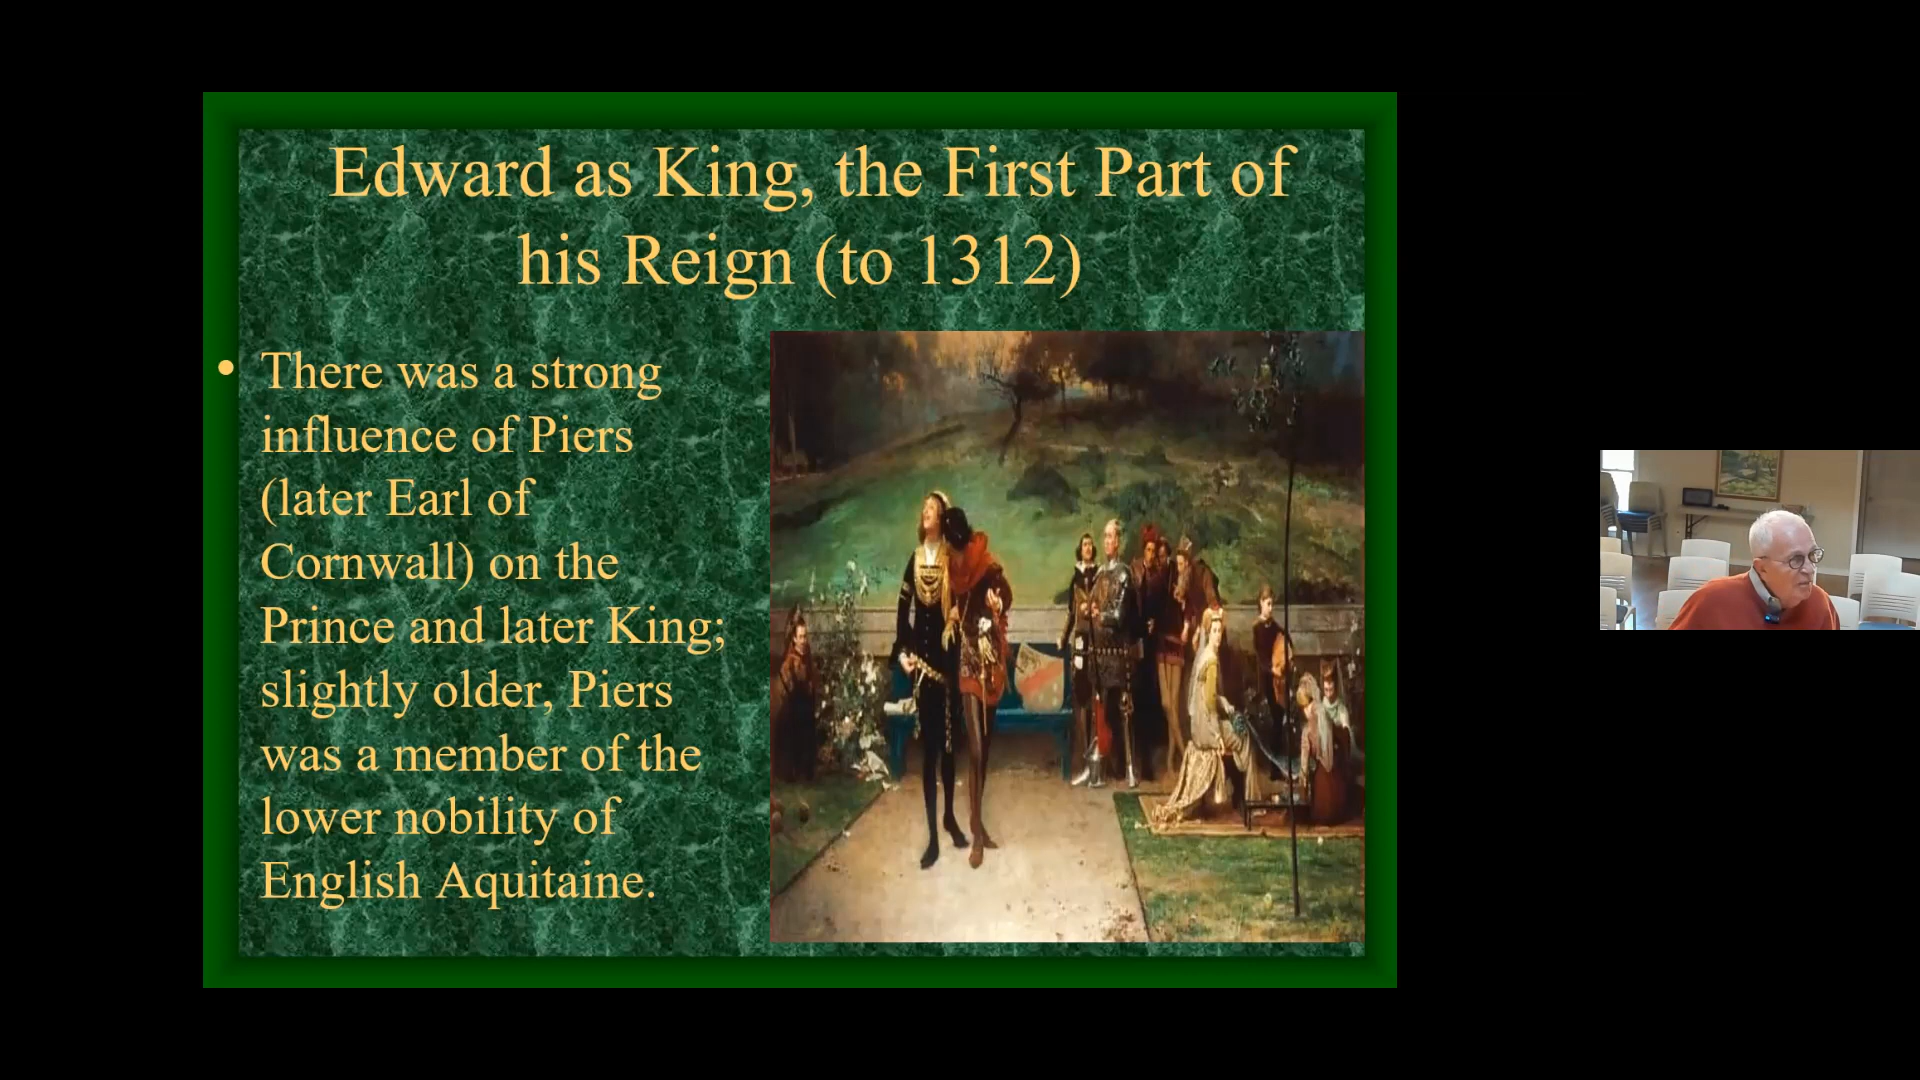 Edward as King, the First Part of
his Reign (to 1312)
• There was a strong
influence of Piers
(later Earl of
Cornwall) on the
Prince and later King;
slightly older, Piers
was a member of the
lower nobility of
English Aquitaine.